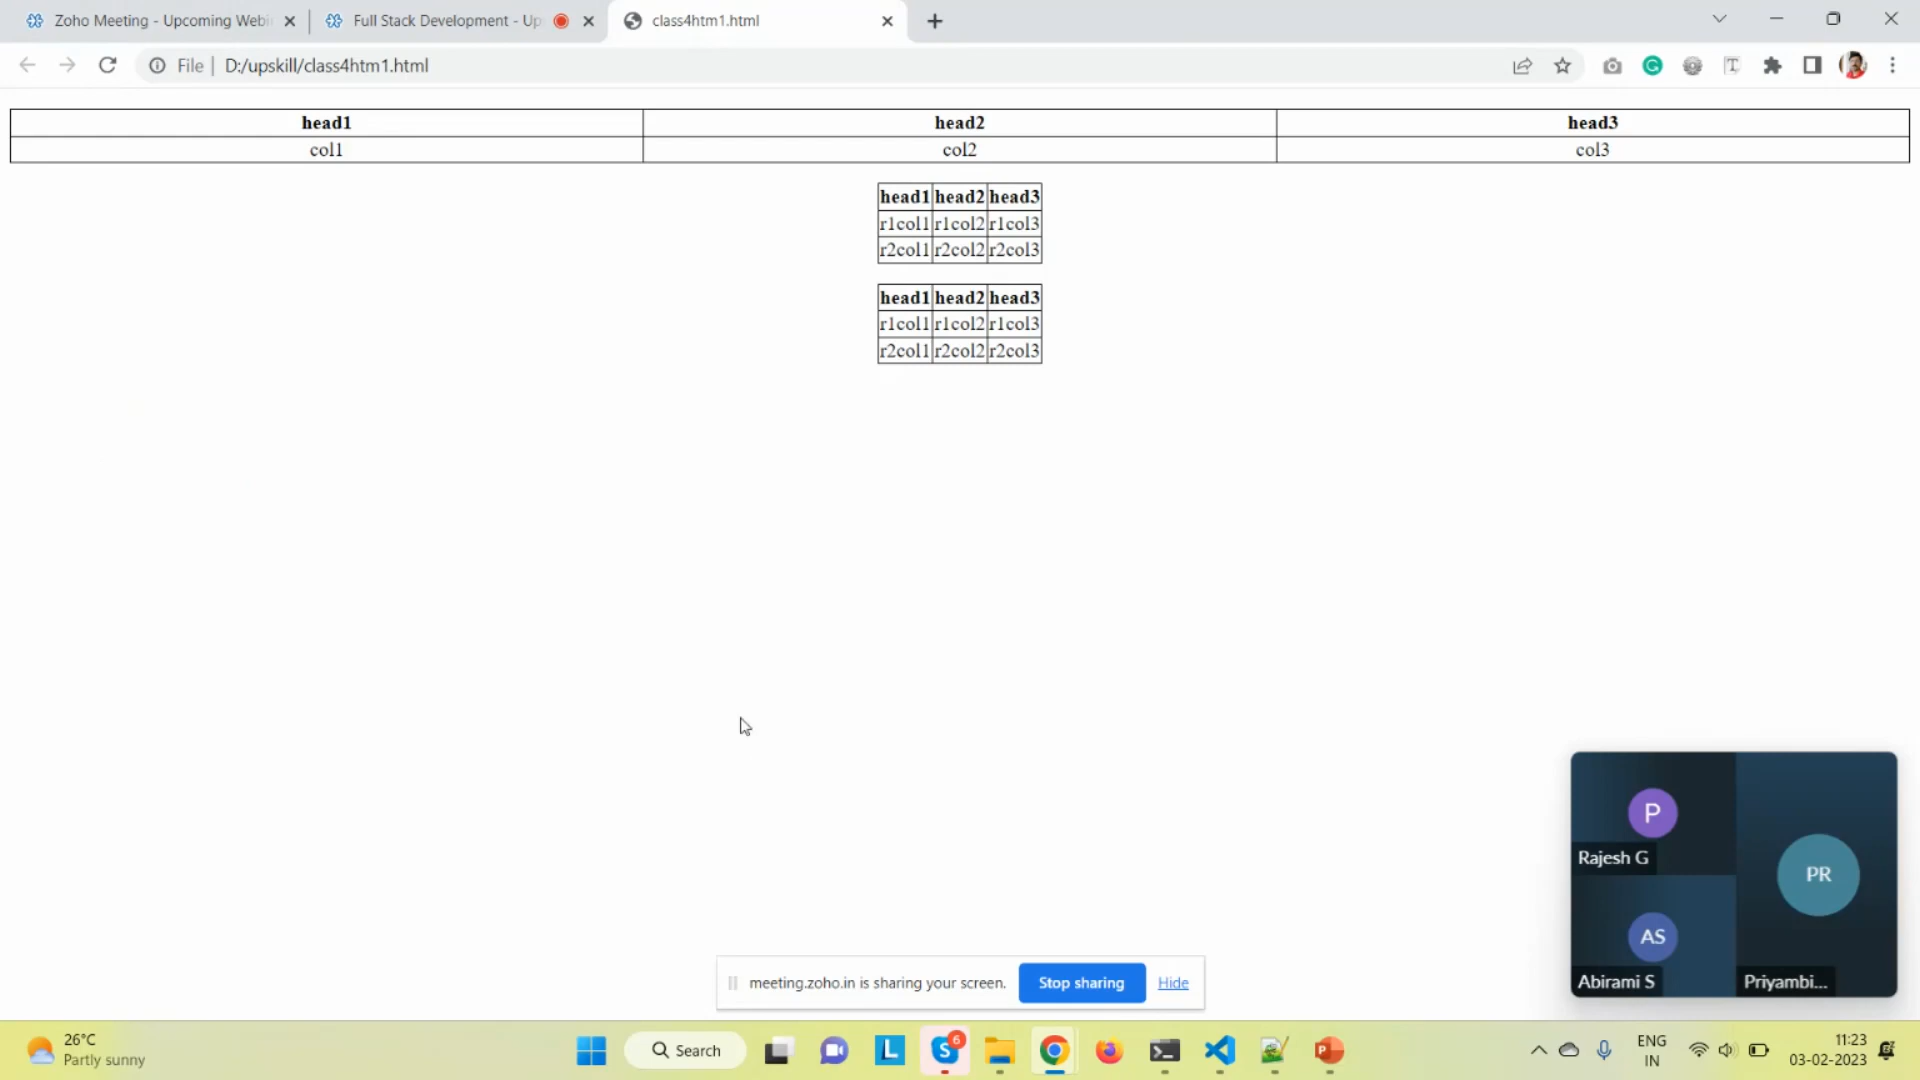 Zoho Meeting - Upcoming Webi
Full Stack Development - Up
class4htm1.html
File
D:/upskill/class4htm1.html
head1 head2 head3
col1 col2 col3
head1 head2 head3
r1col1 r1col2 r1col3
r2col1 r2col2 r2col3
head1 head2 head3
r1col1 r1col2 r1col3
r2col1 r2col2 r2col3
P
Rajesh G
PR
AS
Abirami S
Priyambi...
meeting.zoho.in is sharing your screen.
Stop sharing
Hide
26°C
Partly sunny
Search
L
S
6
P
ENG
IN
11:23
03-02-2023